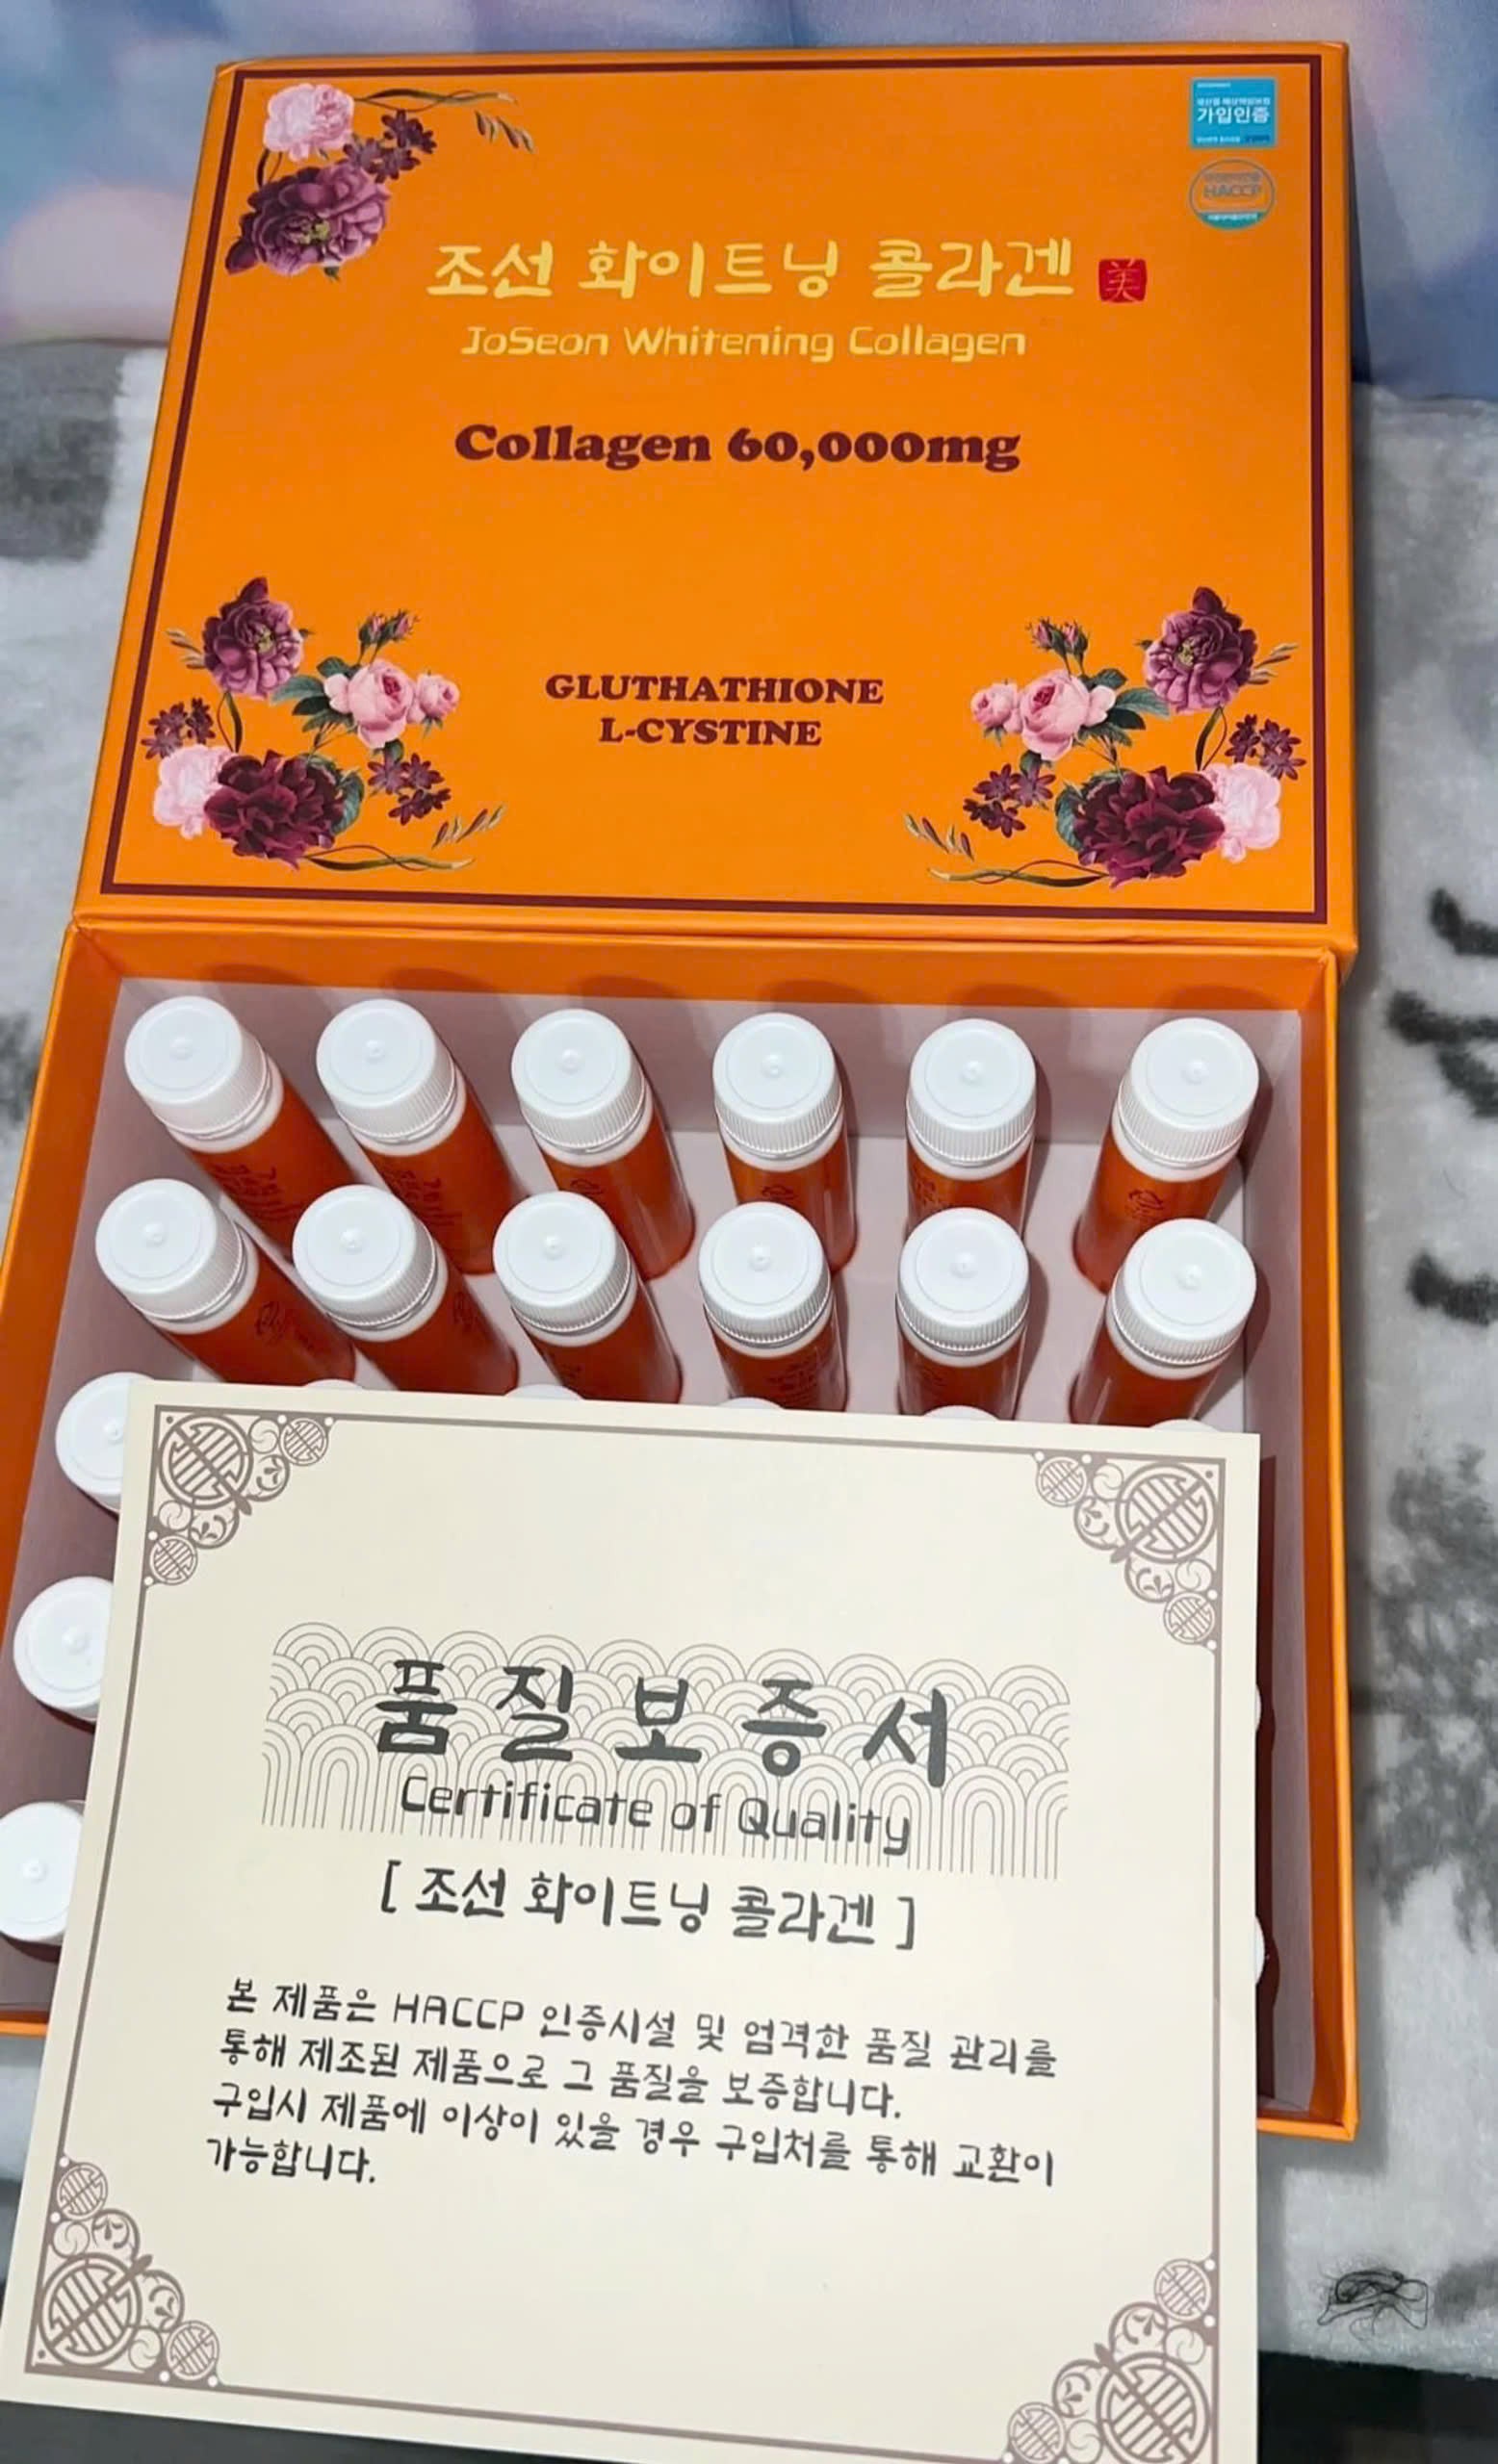 가입인증
HACCP
조선 화이트닝 콜라겐 美
JoSeon Whitening Collagen
Collagen 60,000mg
GLUTHATHIONE
L-CYSTINE
품질보증서
Certificate of Quality
[ 조선 화이트닝 콜라겐 ]
본 제품은 HACCP 인증시설 및 엄격한 품질 관리를
통해 제조된 제품으로 그 품질을 보증합니다.
구입시 제품에 이상이 있을 경우 구입처를 통해 교환이
가능합니다.